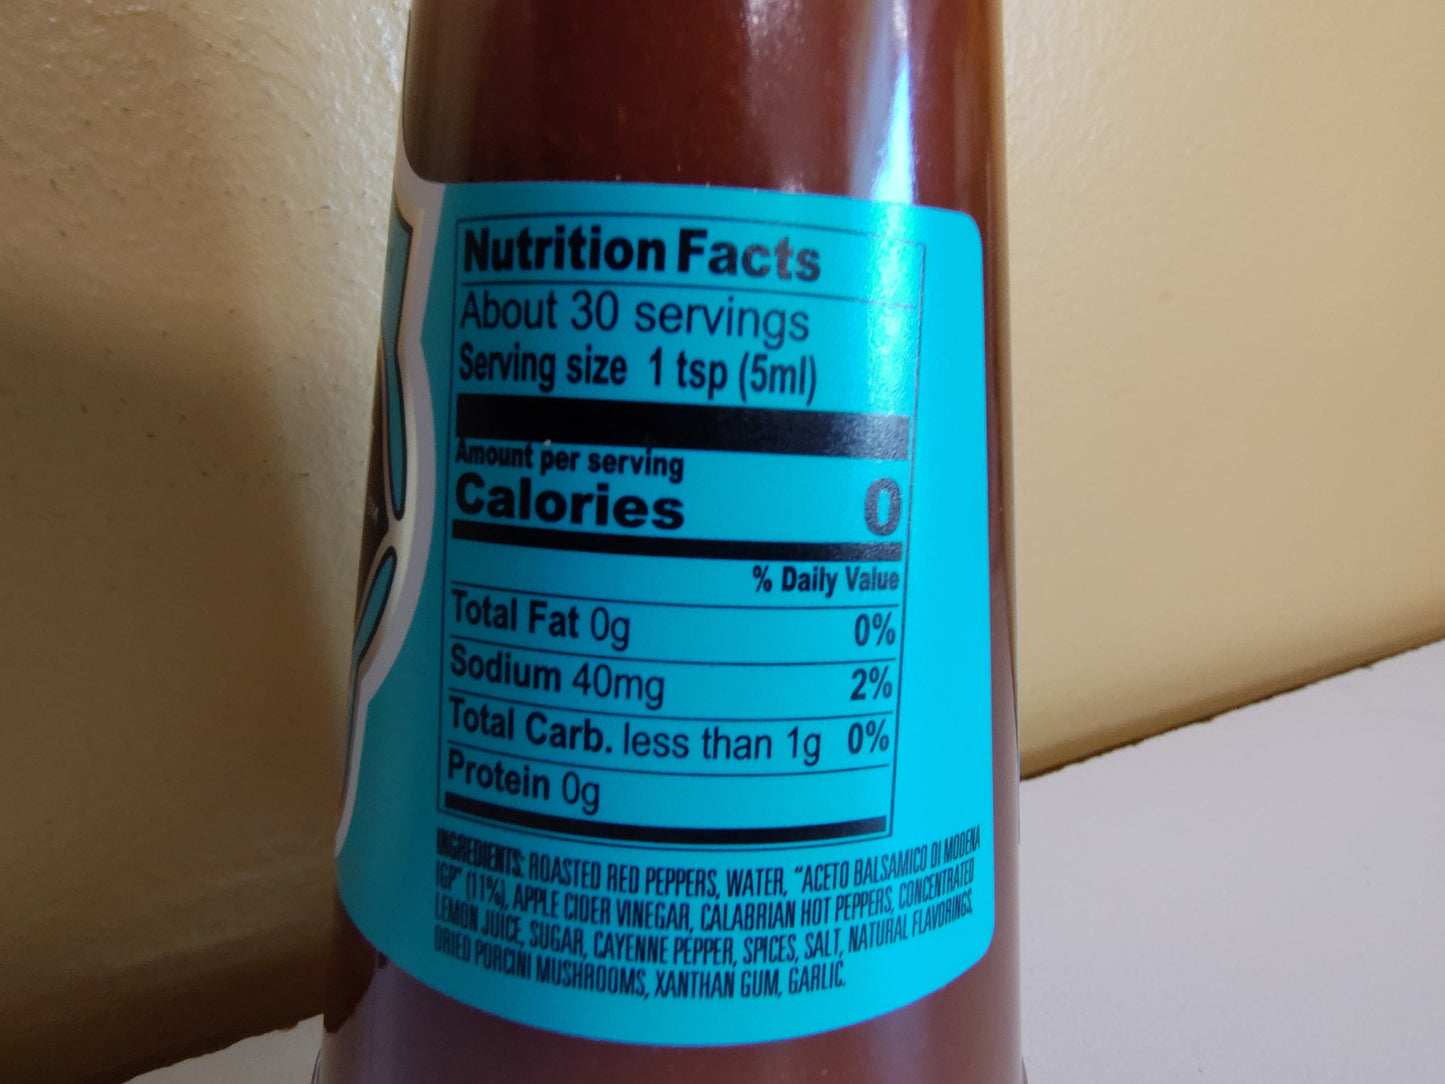 Nutrition Facts
About 30 servings
Serving size 1 tsp (5ml)
Amount per serving
Calories 0
% Daily Value
Total Fat 0g 0%
Sodium 40mg 2%
Total Carb. less than 1g 0%
Protein 0g
INGREDIENTS: ROASTED RED PEPPERS, WATER, "ACETO BALSAMICO DI MODENA
IGP" (11%), APPLE CIDER VINEGAR, CALABRIAN HOT PEPPERS, CONCENTRATED
LEMON JUICE, SUGAR, CAYENNE PEPPER, SPICES, SALT, NATURAL FLAVORINGS,
DRIED PORCINI MUSHROOMS, XANTHAN GUM, GARLIC.